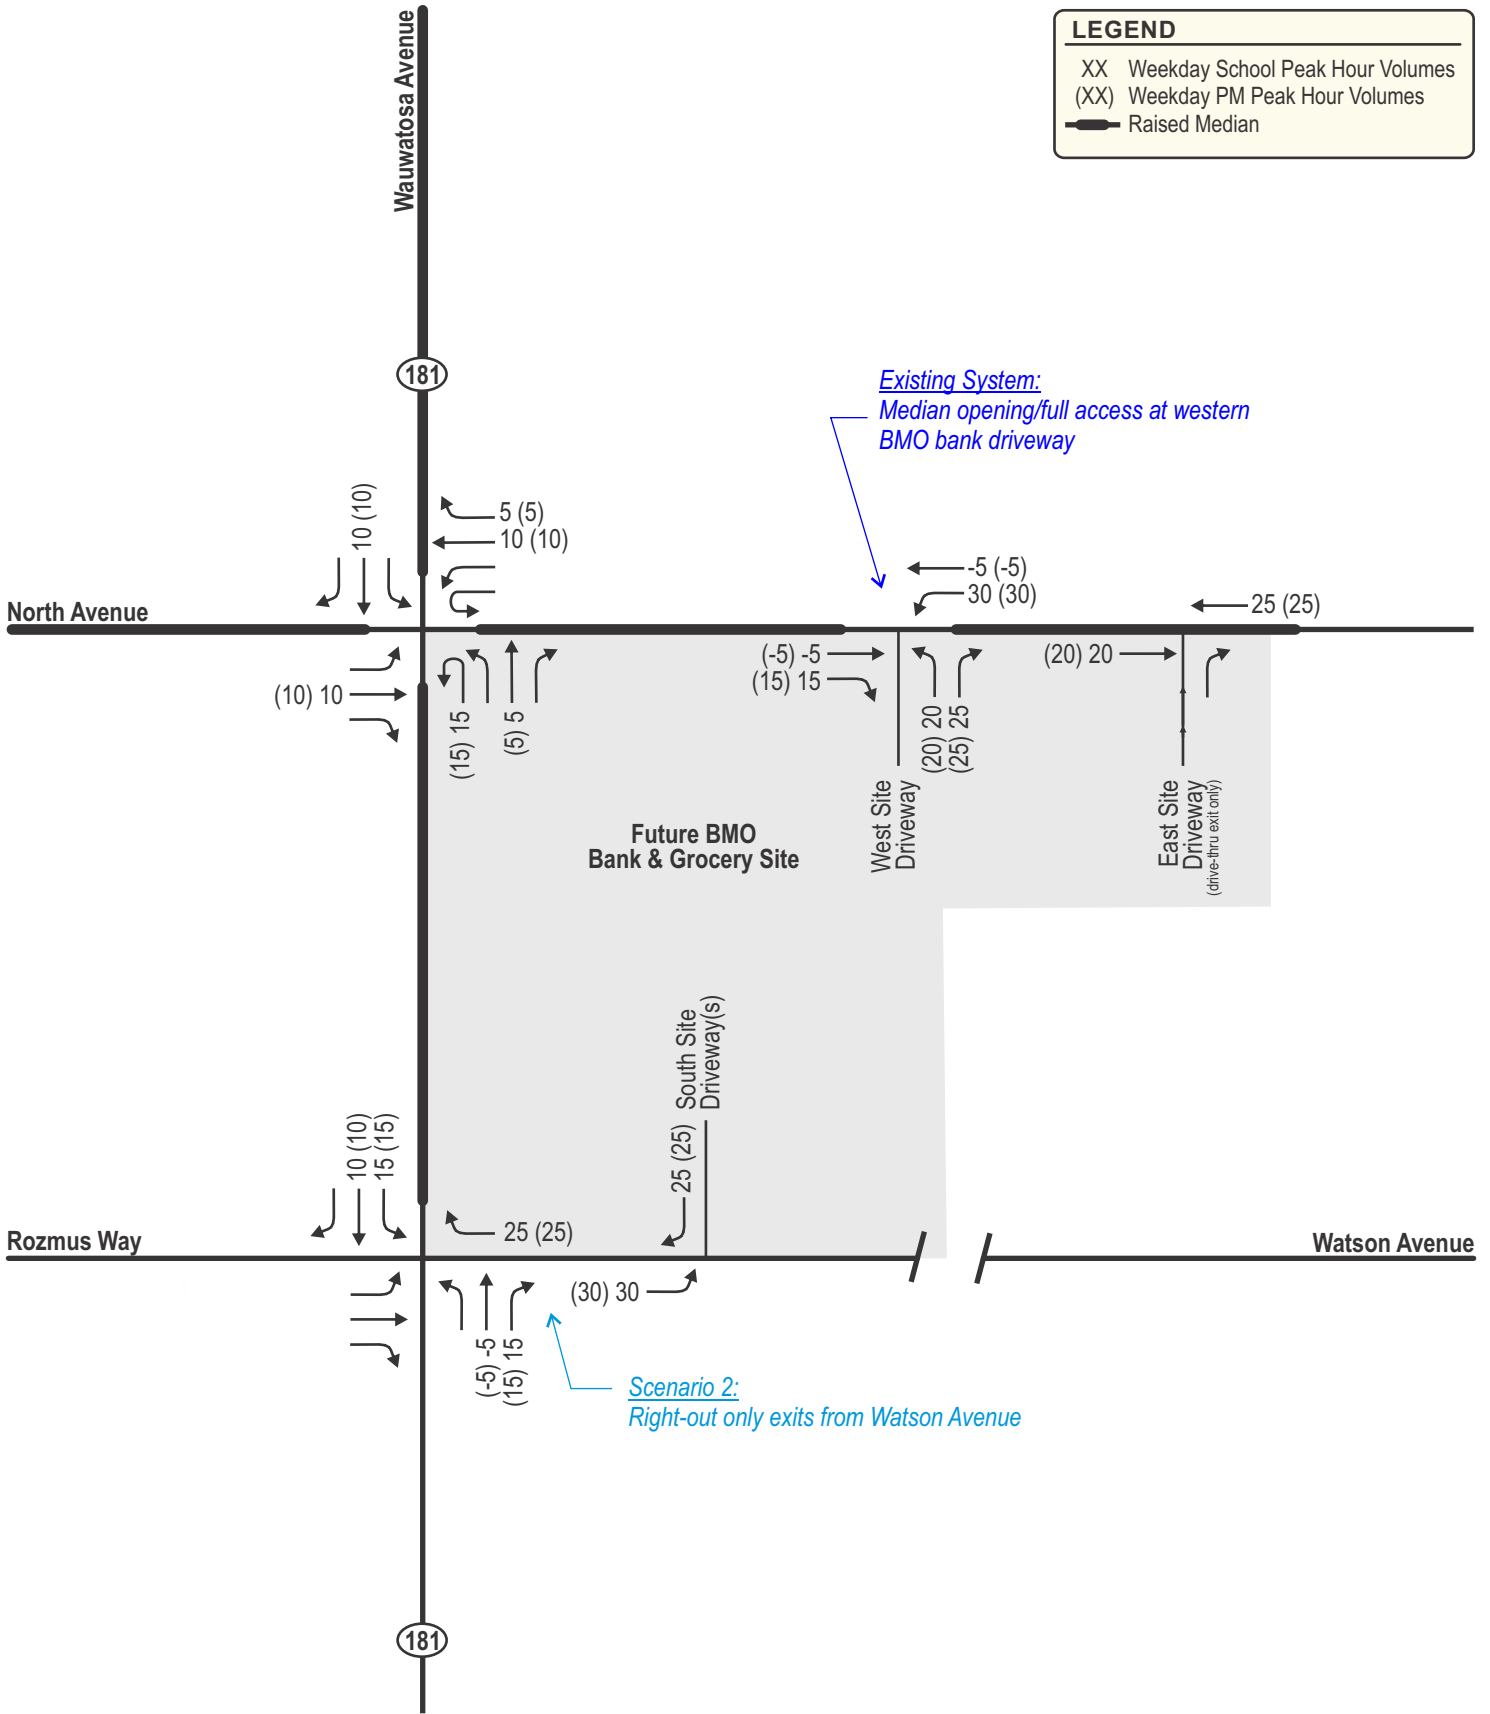 Wauwatosa Avenue
LEGEND
XX Weekday School Peak Hour Volumes
(XX) Weekday PM Peak Hour Volumes
Raised Median
181
Existing System:
Median opening/full access at western
BMO bank driveway
10 (10)
5 (5)
10 (10)
-5 (-5)
30 (30)
25 (25)
North Avenue
(10) 10
(15) 15
(5) 5
(-5) -5
(15) 15
(20) 20
(25) 25
(20) 20
West Site
Driveway
East Site
Driveway
(drive-thru exit only)
Future BMO
Bank & Grocery Site
South Site
Driveway(s)
10 (10)
15 (15)
25 (25)
25 (25)
Rozmus Way
Watson Avenue
(30) 30
(-5) -5
(15) 15
Scenario 2:
Right-out only exits from Watson Avenue
181